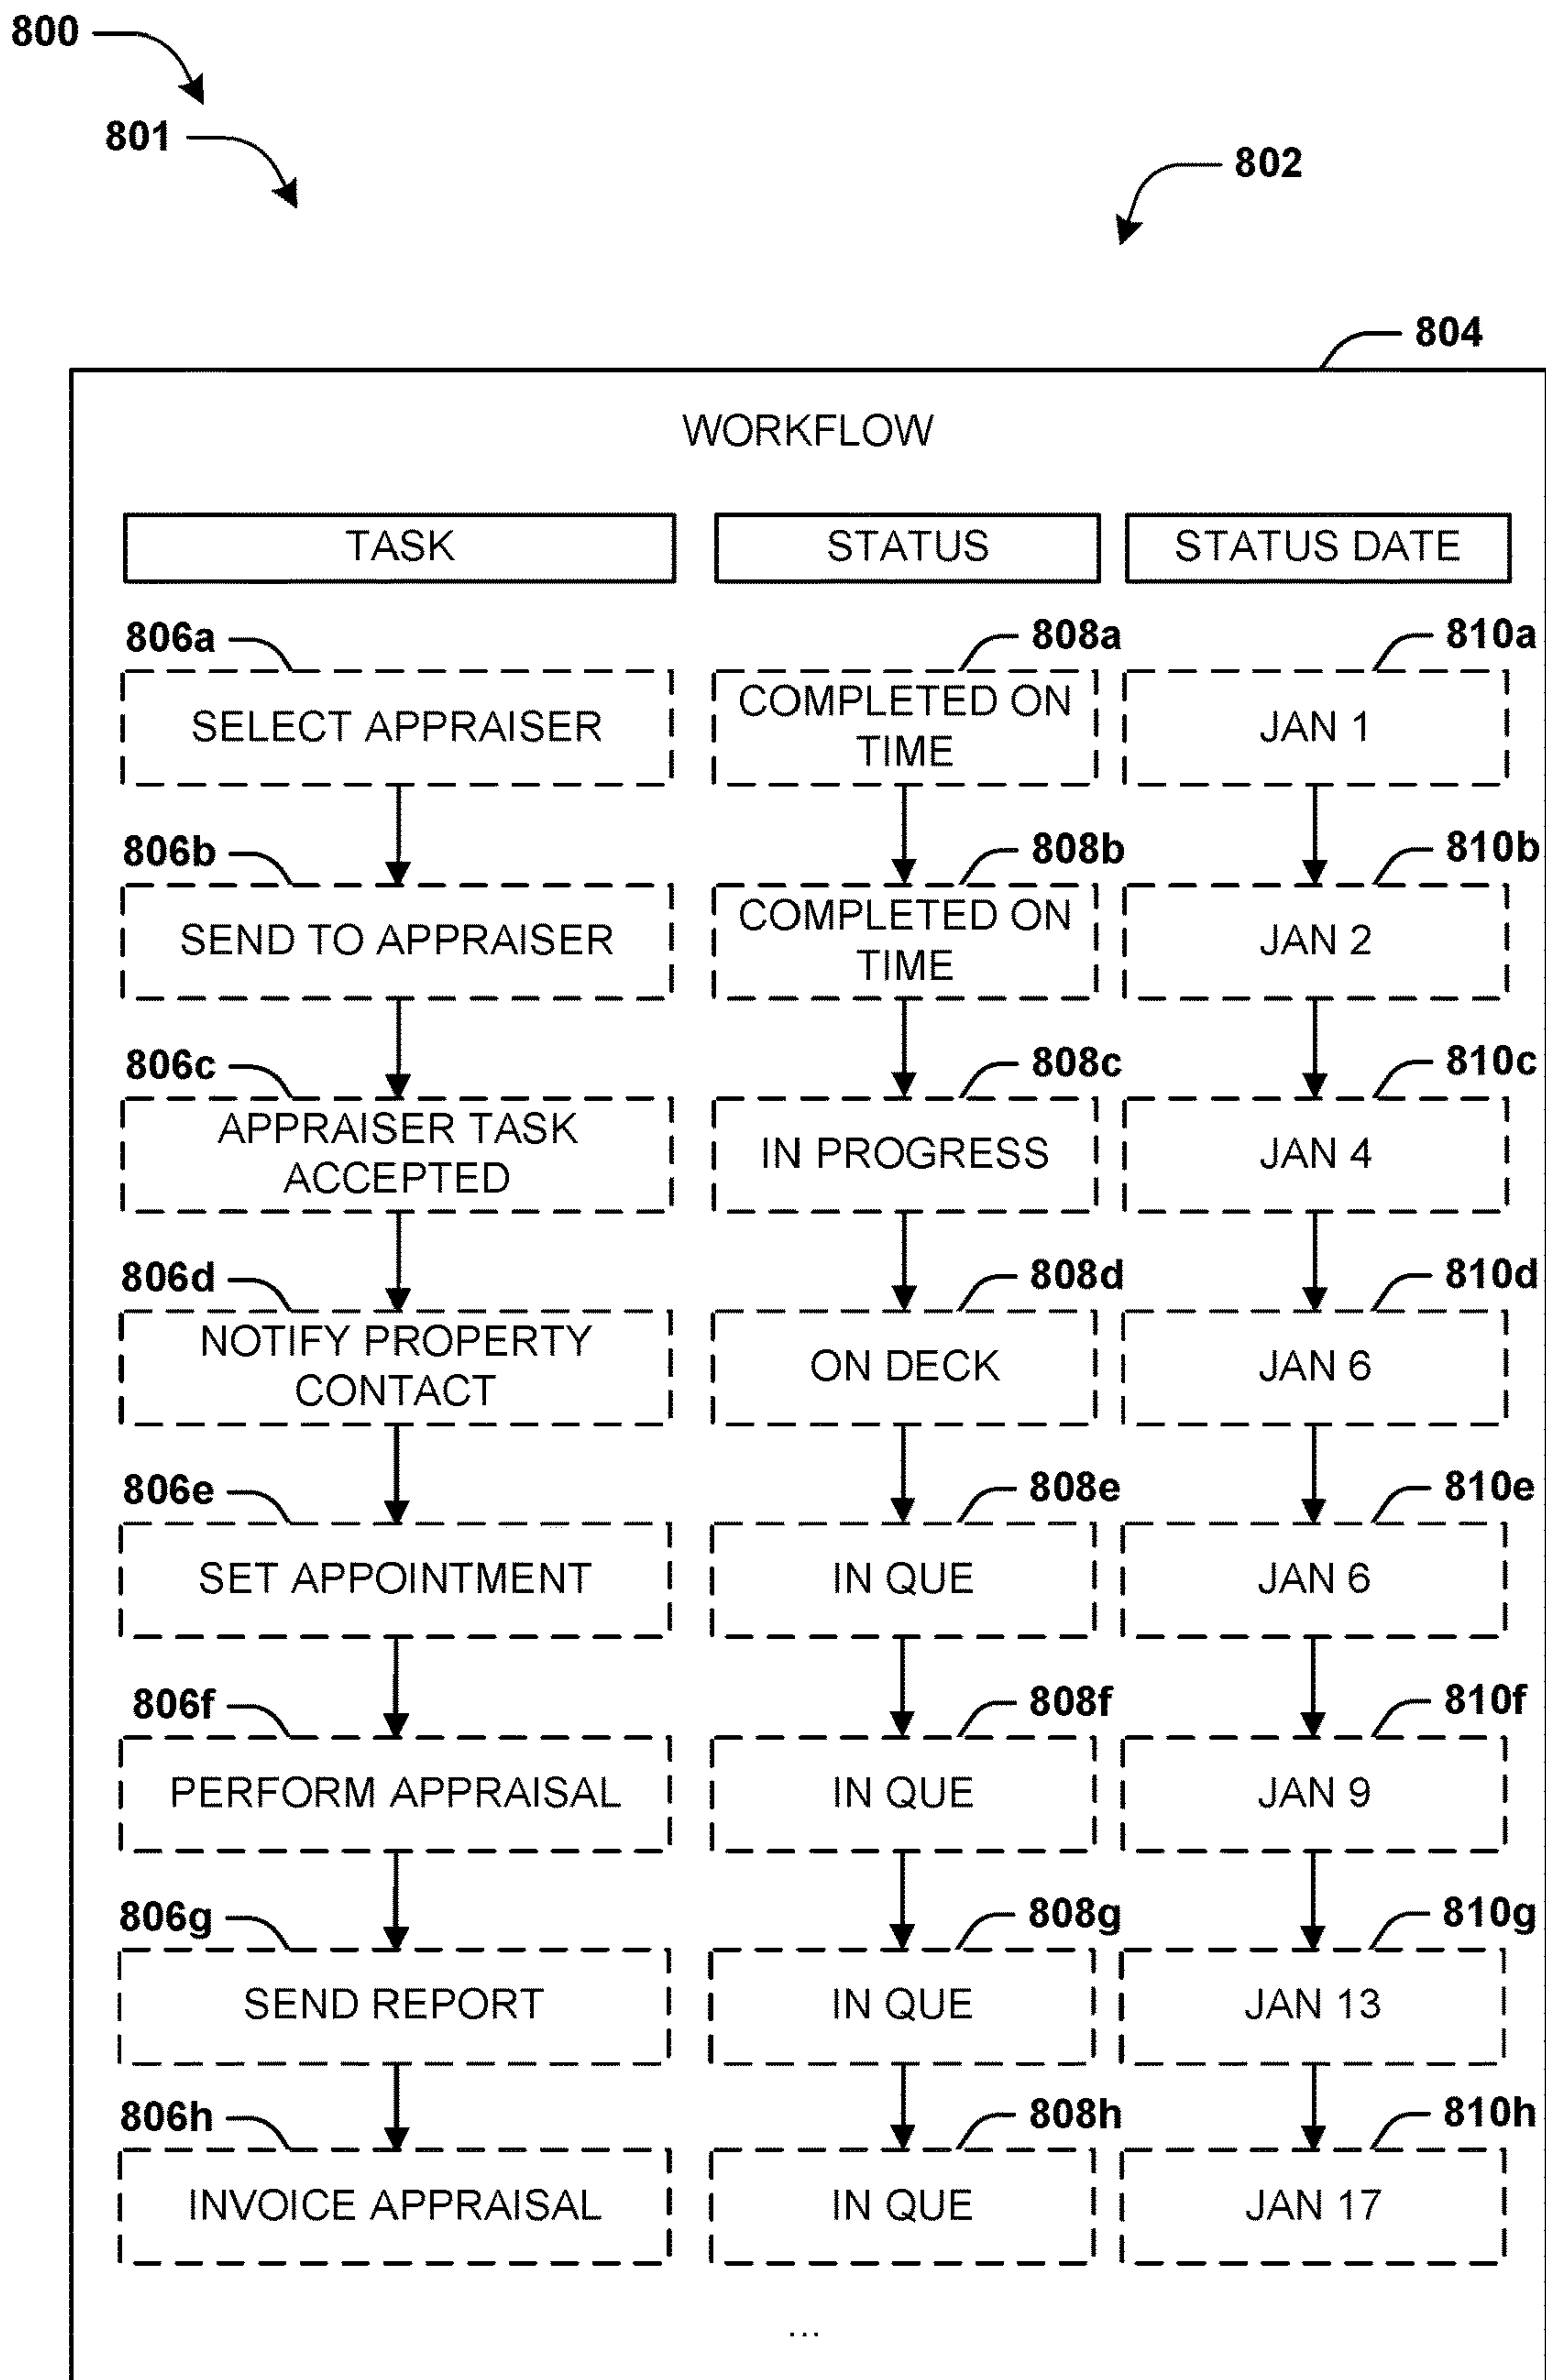 800
801
802
804
WORKFLOW
TASK STATUS STATUS DATE
806a 808a 810a
SELECT APPRAISER
COMPLETED ON
TIME
JAN 1
806b 808b 810b
SEND TO APPRAISER
COMPLETED ON
TIME
JAN 2
806c 808c 810c
APPRAISER TASK
ACCEPTED
IN PROGRESS
JAN 4
806d 808d 810d
NOTIFY PROPERTY
CONTACT
ON DECK
JAN 6
806e 808e 810e
SET APPOINTMENT
IN QUE
JAN 6
806f 808f 810f
PERFORM APPRAISAL
IN QUE
JAN 9
806g 808g 810g
SEND REPORT
IN QUE
JAN 13
806h 808h 810h
INVOICE APPRAISAL
IN QUE
JAN 17
...